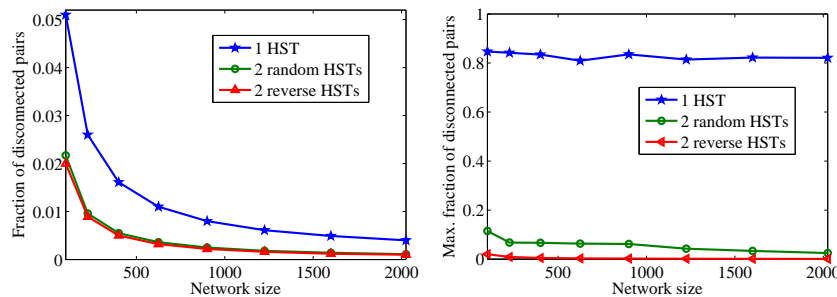 Fraction of disconnected pairs
0.05
0.04
0.03
0.02
0.01
0
500
1000
1500
2000
Network size
1 HST
2 random HSTs
2 reverse HSTs
Max. fraction of disconnected pairs
1
0.8
0.6
0.4
0.2
0
500
1000
1500
2000
Network size
1 HST
2 random HSTs
2 reverse HSTs